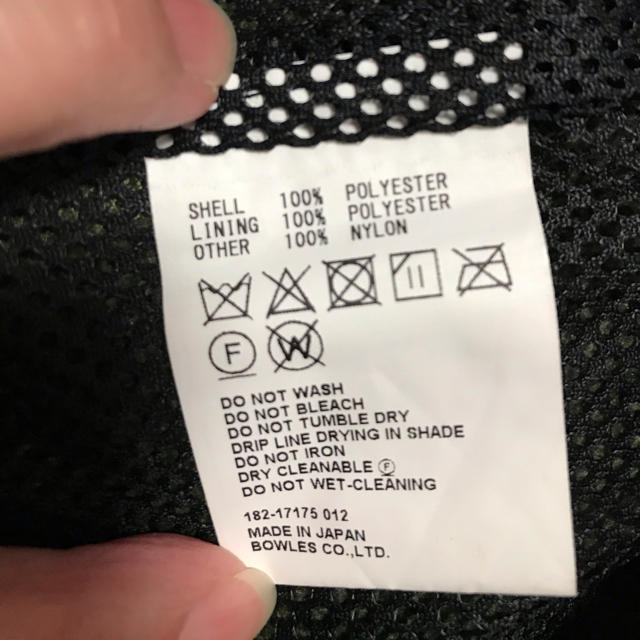 SHELL 100% POLYESTER
LINING 100% POLYESTER
OTHER 100% NYLON
F W
DO NOT WASH
DO NOT BLEACH
DO NOT TUMBLE DRY
DRIP LINE DRYING IN SHADE
DO NOT IRON
DRY CLEANABLE Ⓕ
DO NOT WET-CLEANING
182-17175 012
MADE IN JAPAN
BOWLES CO.,LTD.